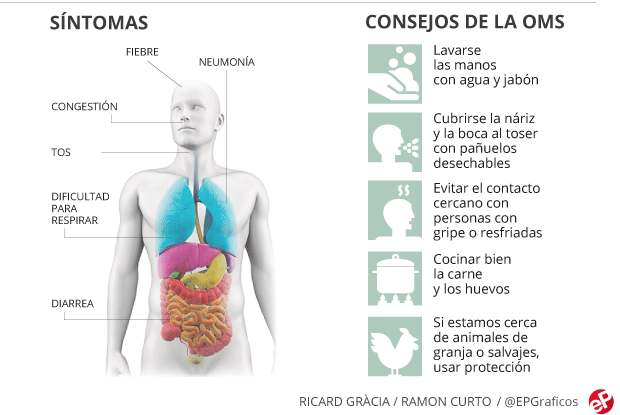 SÍNTOMAS
FIEBRE
NEUMONÍA
CONGESTIÓN
TOS
DIFICULTAD
PARA
RESPIRAR
DIARREA
CONSEJOS DE LA OMS
Lavarse
las manos
con agua y jabón
Cubrirse la náriz
y la boca al toser
con pañuelos
desechables
Evitar el contacto
cercano con
personas con
gripe o resfriadas
Cocinar bien
la carne
y los huevos
Si estamos cerca
de animales de
granja o salvajes,
usar protección
RICARD GRÀCIA / RAMON CURTO / @EPGraficos
eP